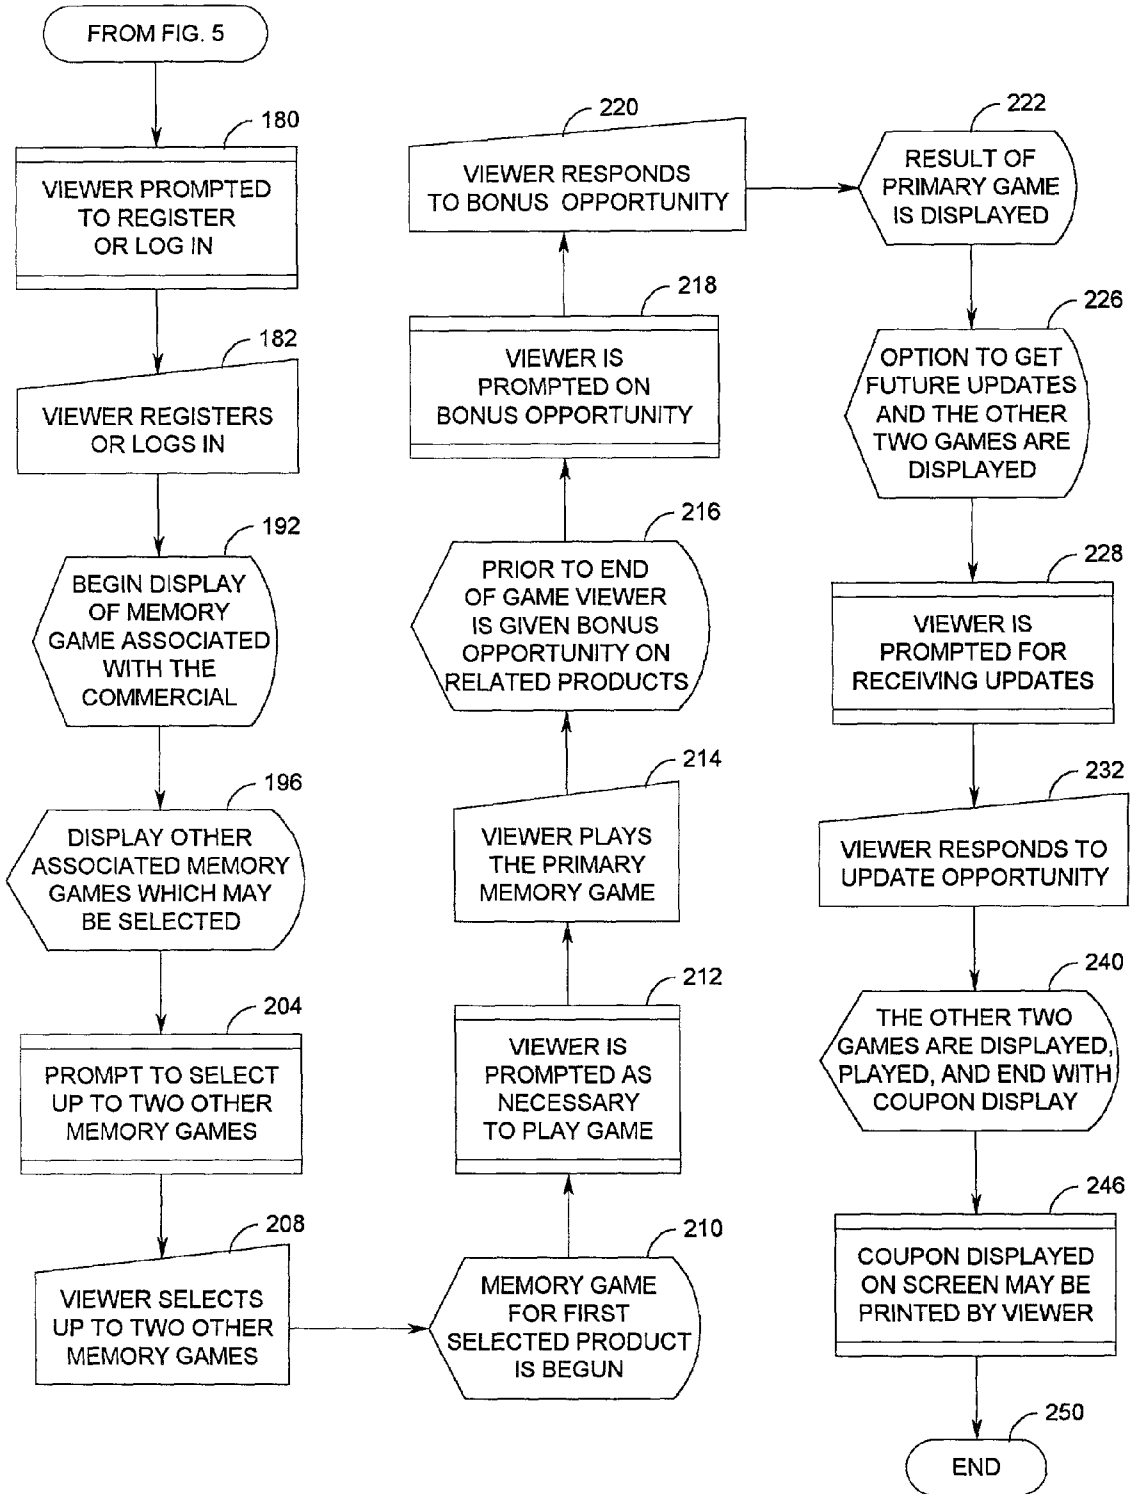 FROM FIG. 5
180
VIEWER PROMPTED
TO REGISTER
OR LOG IN
182
VIEWER REGISTERS
OR LOGS IN
192
BEGIN DISPLAY
OF MEMORY
GAME ASSOCIATED
WITH THE
COMMERCIAL
196
DISPLAY OTHER
ASSOCIATED MEMORY
GAMES WHICH MAY
BE SELECTED
204
PROMPT TO SELECT
UP TO TWO OTHER
MEMORY GAMES
208
VIEWER SELECTS
UP TO TWO OTHER
MEMORY GAMES
210
MEMORY GAME
FOR FIRST
SELECTED PRODUCT
IS BEGUN
212
VIEWER IS
PROMPTED AS
NECESSARY
TO PLAY GAME
214
VIEWER PLAYS
THE PRIMARY
MEMORY GAME
216
PRIOR TO END
OF GAME VIEWER
IS GIVEN BONUS
OPPORTUNITY ON
RELATED PRODUCTS
218
VIEWER IS
PROMPTED ON
BONUS OPPORTUNITY
220
VIEWER RESPONDS
TO BONUS OPPORTUNITY
222
RESULT OF
PRIMARY GAME
IS DISPLAYED
226
OPTION TO GET
FUTURE UPDATES
AND THE OTHER
TWO GAMES ARE
DISPLAYED
228
VIEWER IS
PROMPTED FOR
RECEIVING UPDATES
232
VIEWER RESPONDS TO
UPDATE OPPORTUNITY
240
THE OTHER TWO
GAMES ARE DISPLAYED,
PLAYED, AND END WITH
COUPON DISPLAY
246
COUPON DISPLAYED
ON SCREEN MAY BE
PRINTED BY VIEWER
250
END